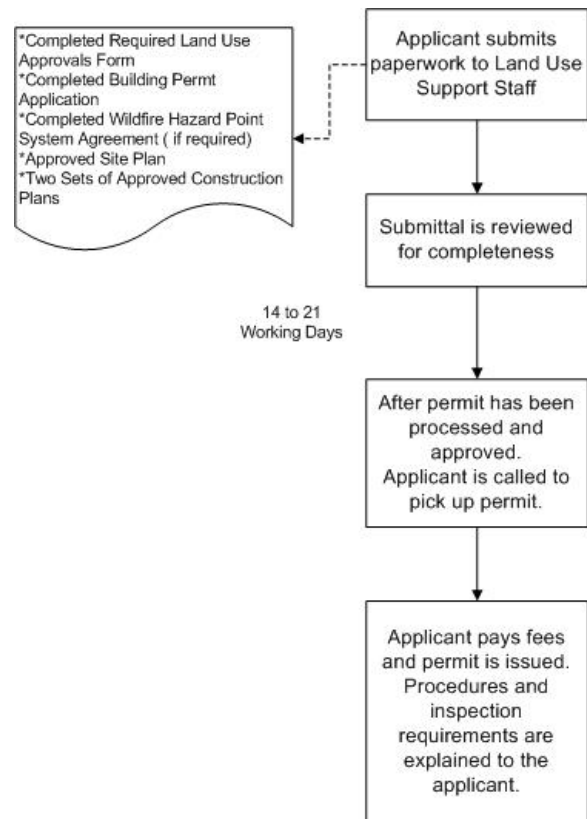 *Completed Required Land Use
Approvals Form
*Completed Building Permt
Application
*Completed Wildfire Hazard Point
System Agreement ( if required)
*Approved Site Plan
*Two Sets of Approved Construction
Plans
Applicant submits
paperwork to Land Use
Support Staff
Submittal is reviewed
for completeness
14 to 21
Working Days
After permit has been
processed and
approved.
Applicant is called to
pick up permit.
Applicant pays fees
and permit is issued.
Procedures and
inspection
requirements are
explained to the
applicant.